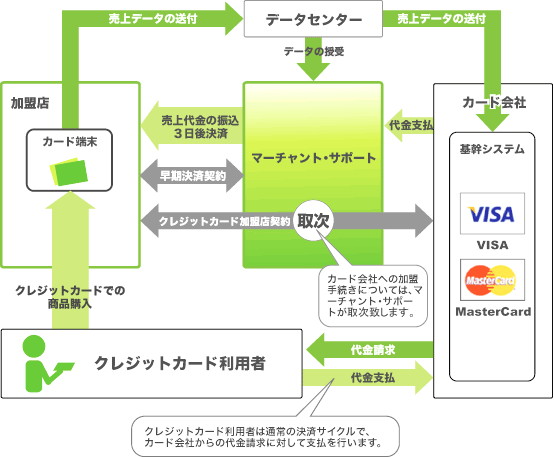 売上データの送付
データセンター
売上データの送付
データの授受
加盟店
カード端末
売上代金の振込
3日後決済
早期決済契約
クレジットカード加盟店契約
マーチャント・サポート
取次
代金支払
カード会社
基幹システム
VISA
VISA
MasterCard
MasterCard
カード会社への加盟
手続きについては、マ
ーチャント・サポー
トが取次致します。
クレジットカードでの
商品購入
クレジットカード利用者
代金請求
代金支払
クレジットカード利用者は通常の決済サイクルで、
カード会社からの代金請求に対して支払を行います。